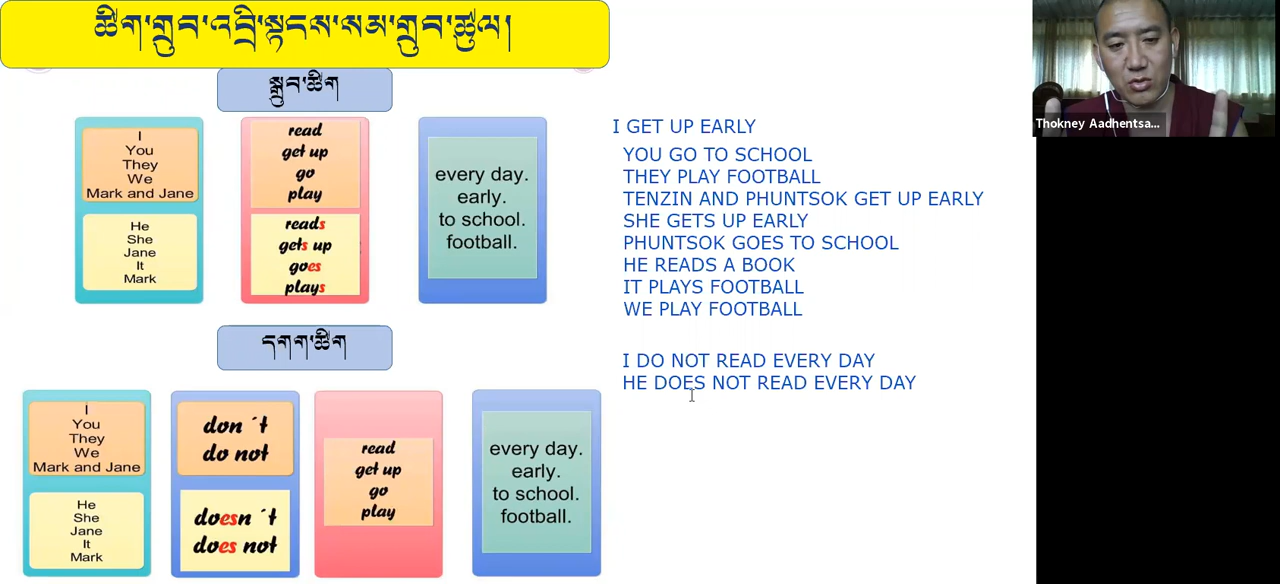 ཚིག་གྲུབ་འབྲི་སྟངས་སམ་གྲུབ་ཚུལ།
སྒྲུབ་ཚིག
I
You
They
We
Mark and Jane
He
She
Jane
It
Mark
read
get up
go
play
reads
gets up
goes
plays
every day.
early.
to school.
football.
དགག་ཚིག
I
You
They
We
Mark and Jane
He
She
Jane
It
Mark
don ´t
do not
doesn ´t
does not
read
get up
go
play
every day.
early.
to school.
football.
I GET UP EARLY
YOU GO TO SCHOOL
THEY PLAY FOOTBALL
TENZIN AND PHUNTSOK GET UP EARLY
SHE GETS UP EARLY
PHUNTSOK GOES TO SCHOOL
HE READS A BOOK
IT PLAYS FOOTBALL
WE PLAY FOOTBALL
I DO NOT READ EVERY DAY
HE DOES NOT READ EVERY DAY
Thokney Aadhentsa...